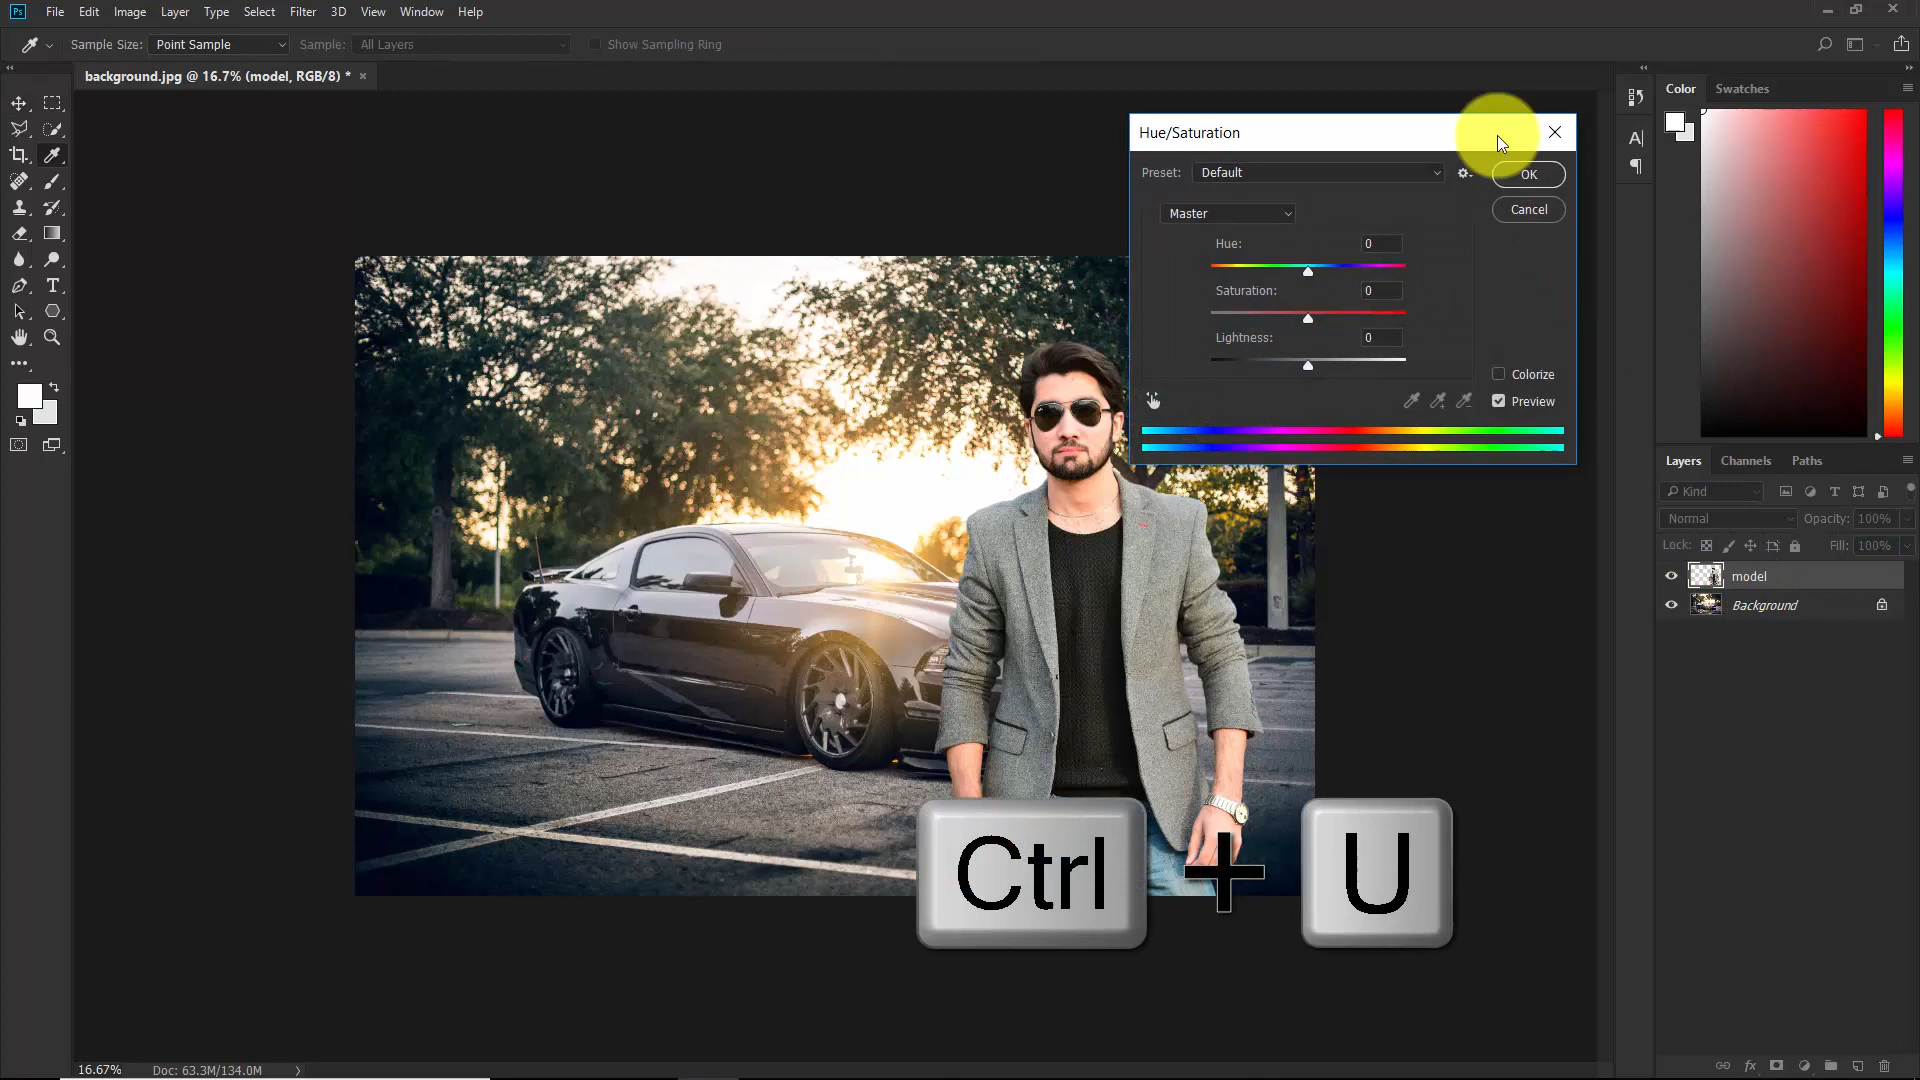 Ps File Edit Image Layer Type Select Filter 3D View Window Help
Sample Size: Point Sample Sample: All Layers Show Sampling Ring
background.jpg @ 16.7% (model, RGB/8) *
Color Swatches
Hue/Saturation
Preset: Default
OK
Cancel
Master
Hue: 0
Saturation: 0
Lightness: 0
Colorize
Preview
Layers Channels Paths
Kind
Normal Opacity: 100%
Lock: Fill: 100%
model
Background
Ctrl + U
16.67% Doc: 63.3M/134.0M